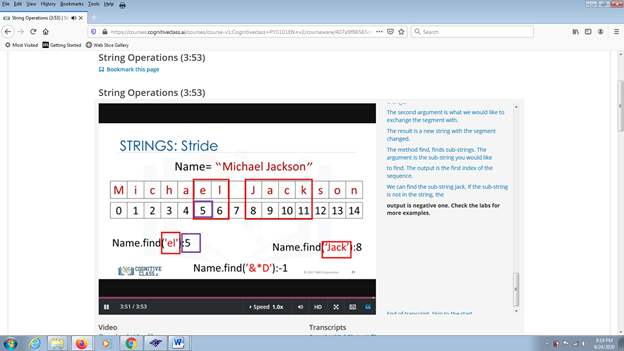 File Edit View History Bookmarks Tools Help
String Operations (3:53) | Str
https://courses.cognitiveclass.ai/courses/course-v1:Cognitiveclass+PY0101EN+v2/courseware/407a9f86565c
Search
Most Visited Getting Started Web Slice Gallery
String Operations (3:53)
Bookmark this page
String Operations (3:53)
STRINGS: Stride
Name= "Michael Jackson"
M i c h a e l J a c k s o n
0 1 2 3 4 5 6 7 8 9 10 11 12 13 14
Name.find('el'):5
Name.find('Jack'):8
Name.find('&*D'):-1
COGNITIVE
CLASS.ai
3:51 / 3:53
Speed 1.0x
HD
The second argument is what we would like to
exchange the segment with.
The result is a new string with the segment
changed.
The method find, finds sub-strings. The
argument is the sub-string you would like
to find. The output is the first index of the
sequence.
We can find the sub-string jack. If the sub-string
is not in the string, the
output is negative one. Check the labs for
more examples.
End of transcript. Skip to the start.
Video
Transcripts
8:19 PM
6/24/2020